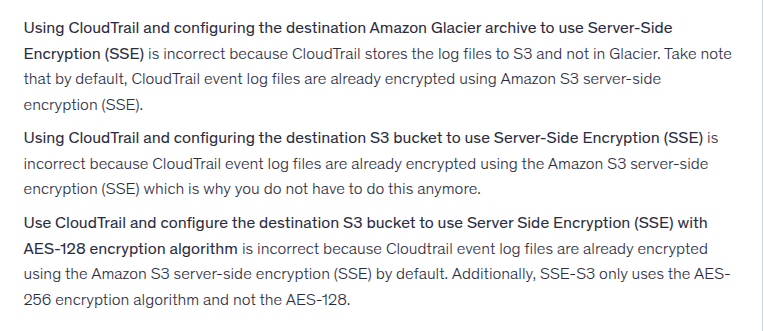 Using CloudTrail and configuring the destination Amazon Glacier archive to use Server-Side
Encryption (SSE) is incorrect because CloudTrail stores the log files to S3 and not in Glacier. Take note
that by default, CloudTrail event log files are already encrypted using Amazon S3 server-side
encryption (SSE).
Using CloudTrail and configuring the destination S3 bucket to use Server-Side Encryption (SSE) is
incorrect because CloudTrail event log files are already encrypted using the Amazon S3 server-side
encryption (SSE) which is why you do not have to do this anymore.
Use CloudTrail and configure the destination S3 bucket to use Server Side Encryption (SSE) with
AES-128 encryption algorithm is incorrect because Cloudtrail event log files are already encrypted
using the Amazon S3 server-side encryption (SSE) by default. Additionally, SSE-S3 only uses the AES-
256 encryption algorithm and not the AES-128.